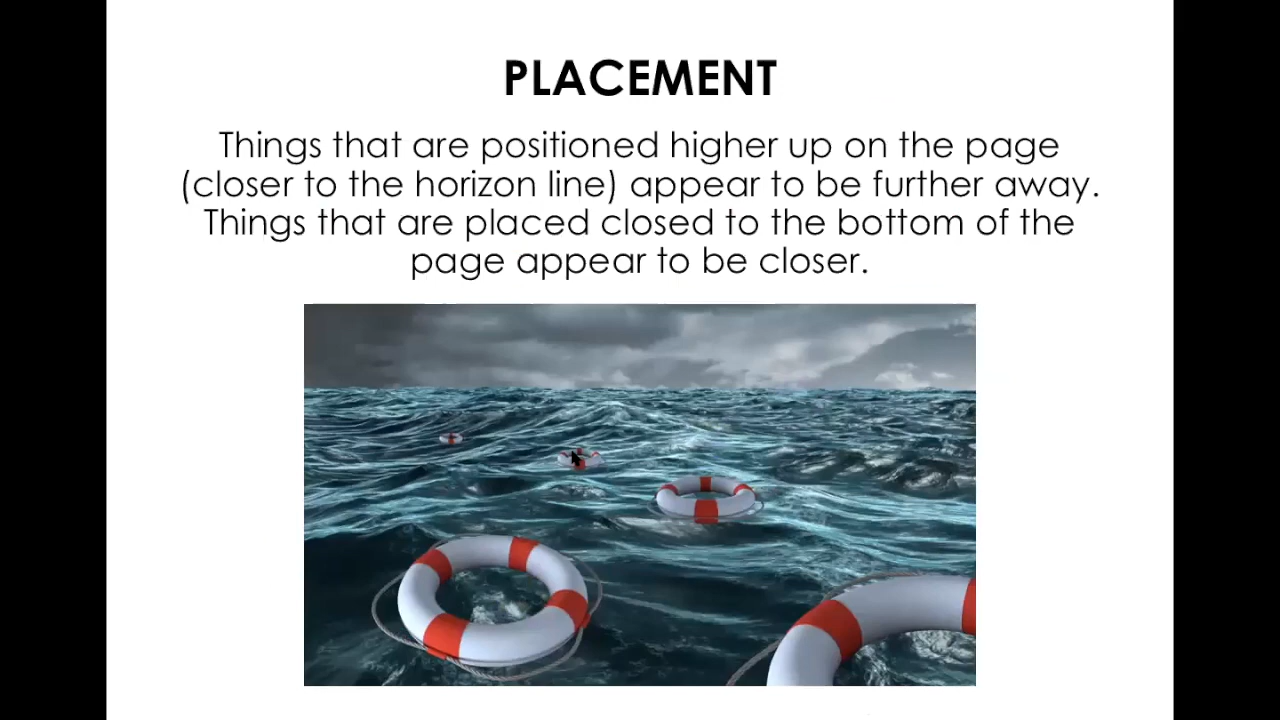 PLACEMENT
Things that are positioned higher up on the page
(closer to the horizon line) appear to be further away.
Things that are placed closed to the bottom of the
page appear to be closer.